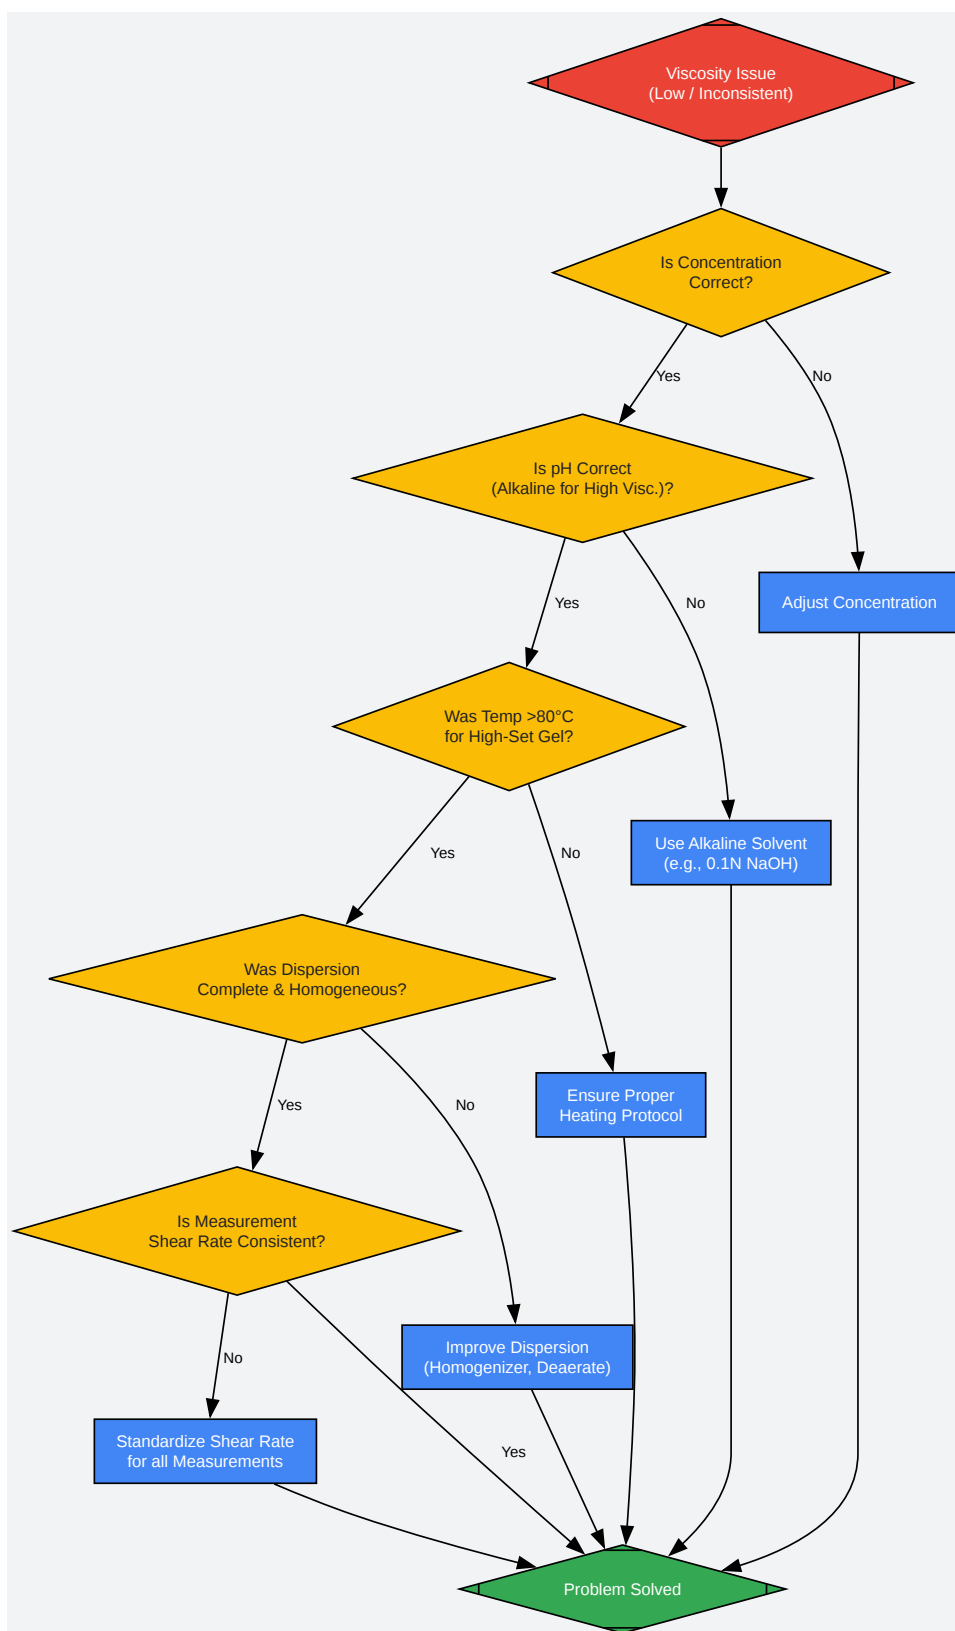 Viscosity Issue
(Low / Inconsistent)
Is Concentration
Correct?
Yes
No
Is pH Correct
(Alkaline for High Visc.)?
Yes
No
Adjust Concentration
Was Temp >80°C
for High-Set Gel?
Yes
No
Use Alkaline Solvent
(e.g., 0.1N NaOH)
Was Dispersion
Complete & Homogeneous?
Yes
No
Ensure Proper
Heating Protocol
Is Measurement
Shear Rate Consistent?
No
Yes
Improve Dispersion
(Homogenizer, Deaerate)
Standardize Shear Rate
for all Measurements
Problem Solved